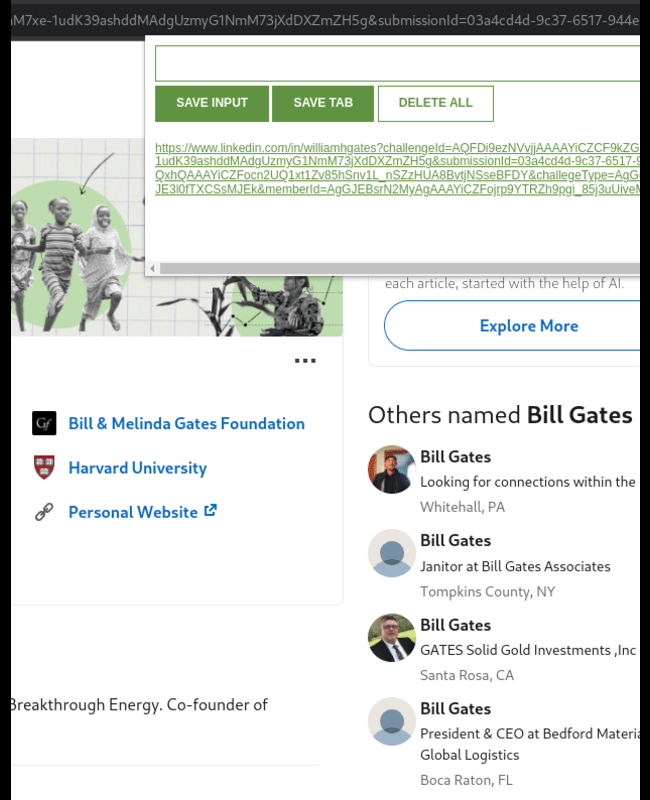 M7xe-1udK39ashddMAdgUzmyG1NmM73jXdDXZmZH5g&submissionId=03a4cd4d-9c37-6517-944e
SAVE INPUT
SAVE TAB
DELETE ALL
https://www.linkedin.com/in/williamhgates?challengeId=AQFDi9ezNVvjjAAAAYiCZCF9kZG
1udK39ashddMAdgUzmyG1NmM73jXdDXZmZH5g&submissionId=03a4cd4d-9c37-6517-9
QxhQAAAYiCZFocn2UQ1xt1Zv85hSnv1L_nSZzHUA8BvtjNSseBFDY&challegeType=AgG
JE3l0fTXCSsMJEk&memberId=AgGJEBsrN2MyAgAAAYiCZFojrp9YTRZh9pgi_85j3uUiveM
each article, started with the help of AI.
Explore More
Gf
Bill & Melinda Gates Foundation
Harvard University
Personal Website
Breakthrough Energy. Co-founder of
Others named Bill Gates
Bill Gates
Looking for connections within the
Whitehall, PA
Bill Gates
Janitor at Bill Gates Associates
Tompkins County, NY
Bill Gates
GATES Solid Gold Investments ,Inc
Santa Rosa, CA
Bill Gates
President & CEO at Bedford Materia
Global Logistics
Boca Raton, FL